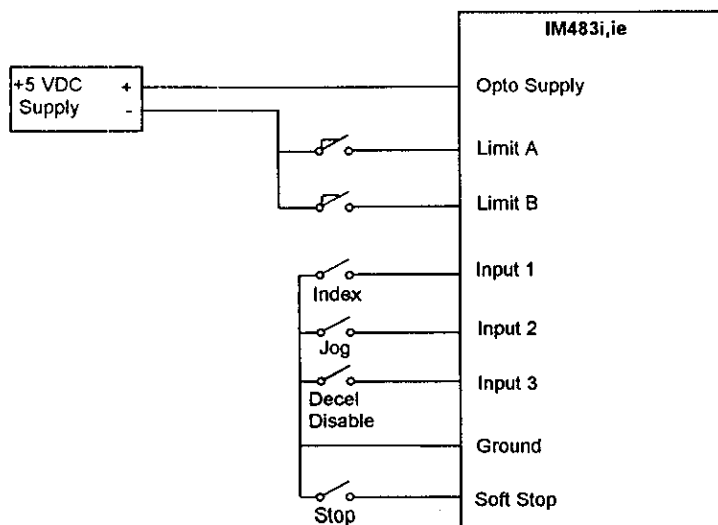 IM483i,ie
+5 VDC +
Supply -
Opto Supply
Limit A
Limit B
Input 1
Index
Input 2
Jog
Input 3
Decel
Disable
Ground
Soft Stop
Stop